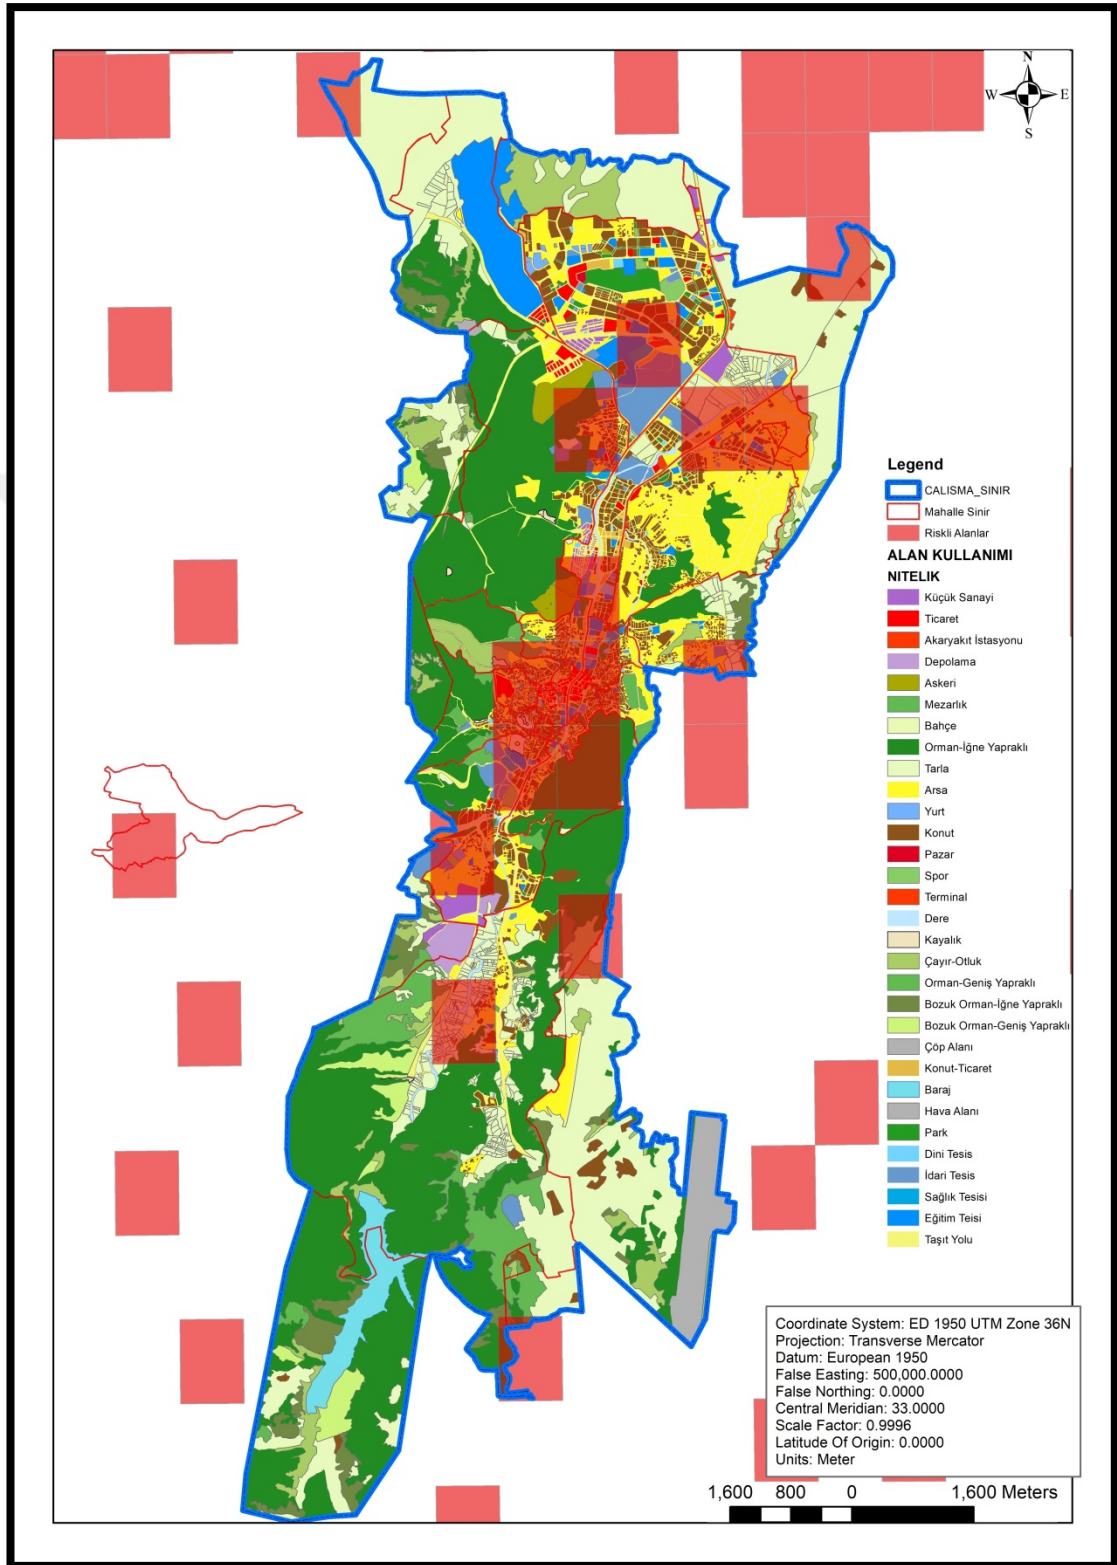 N
W
E
S
Legend
CALISMA_SINIR
Mahalle Sinir
Riskli Alanlar
ALAN KULLANIMI
NITELIK
Küçük Sanayi
Ticaret
Akaryakıt İstasyonu
Depolama
Askeri
Mezarlık
Bahçe
Orman-İğne Yapraklı
Tarla
Arsa
Yurt
Konut
Pazar
Spor
Terminal
Dere
Kayalık
Çayır-Otluk
Orman-Geniş Yapraklı
Bozuk Orman-İğne Yapraklı
Bozuk Orman-Geniş Yapraklı
Çöp Alanı
Konut-Ticaret
Baraj
Hava Alanı
Park
Dini Tesis
İdari Tesis
Sağlık Tesisi
Eğitim Teisi
Taşıt Yolu
Coordinate System: ED 1950 UTM Zone 36N
Projection: Transverse Mercator
Datum: European 1950
False Easting: 500,000.0000
False Northing: 0.0000
Central Meridian: 33.0000
Scale Factor: 0.9996
Latitude Of Origin: 0.0000
Units: Meter
1,600 800 0 1,600 Meters